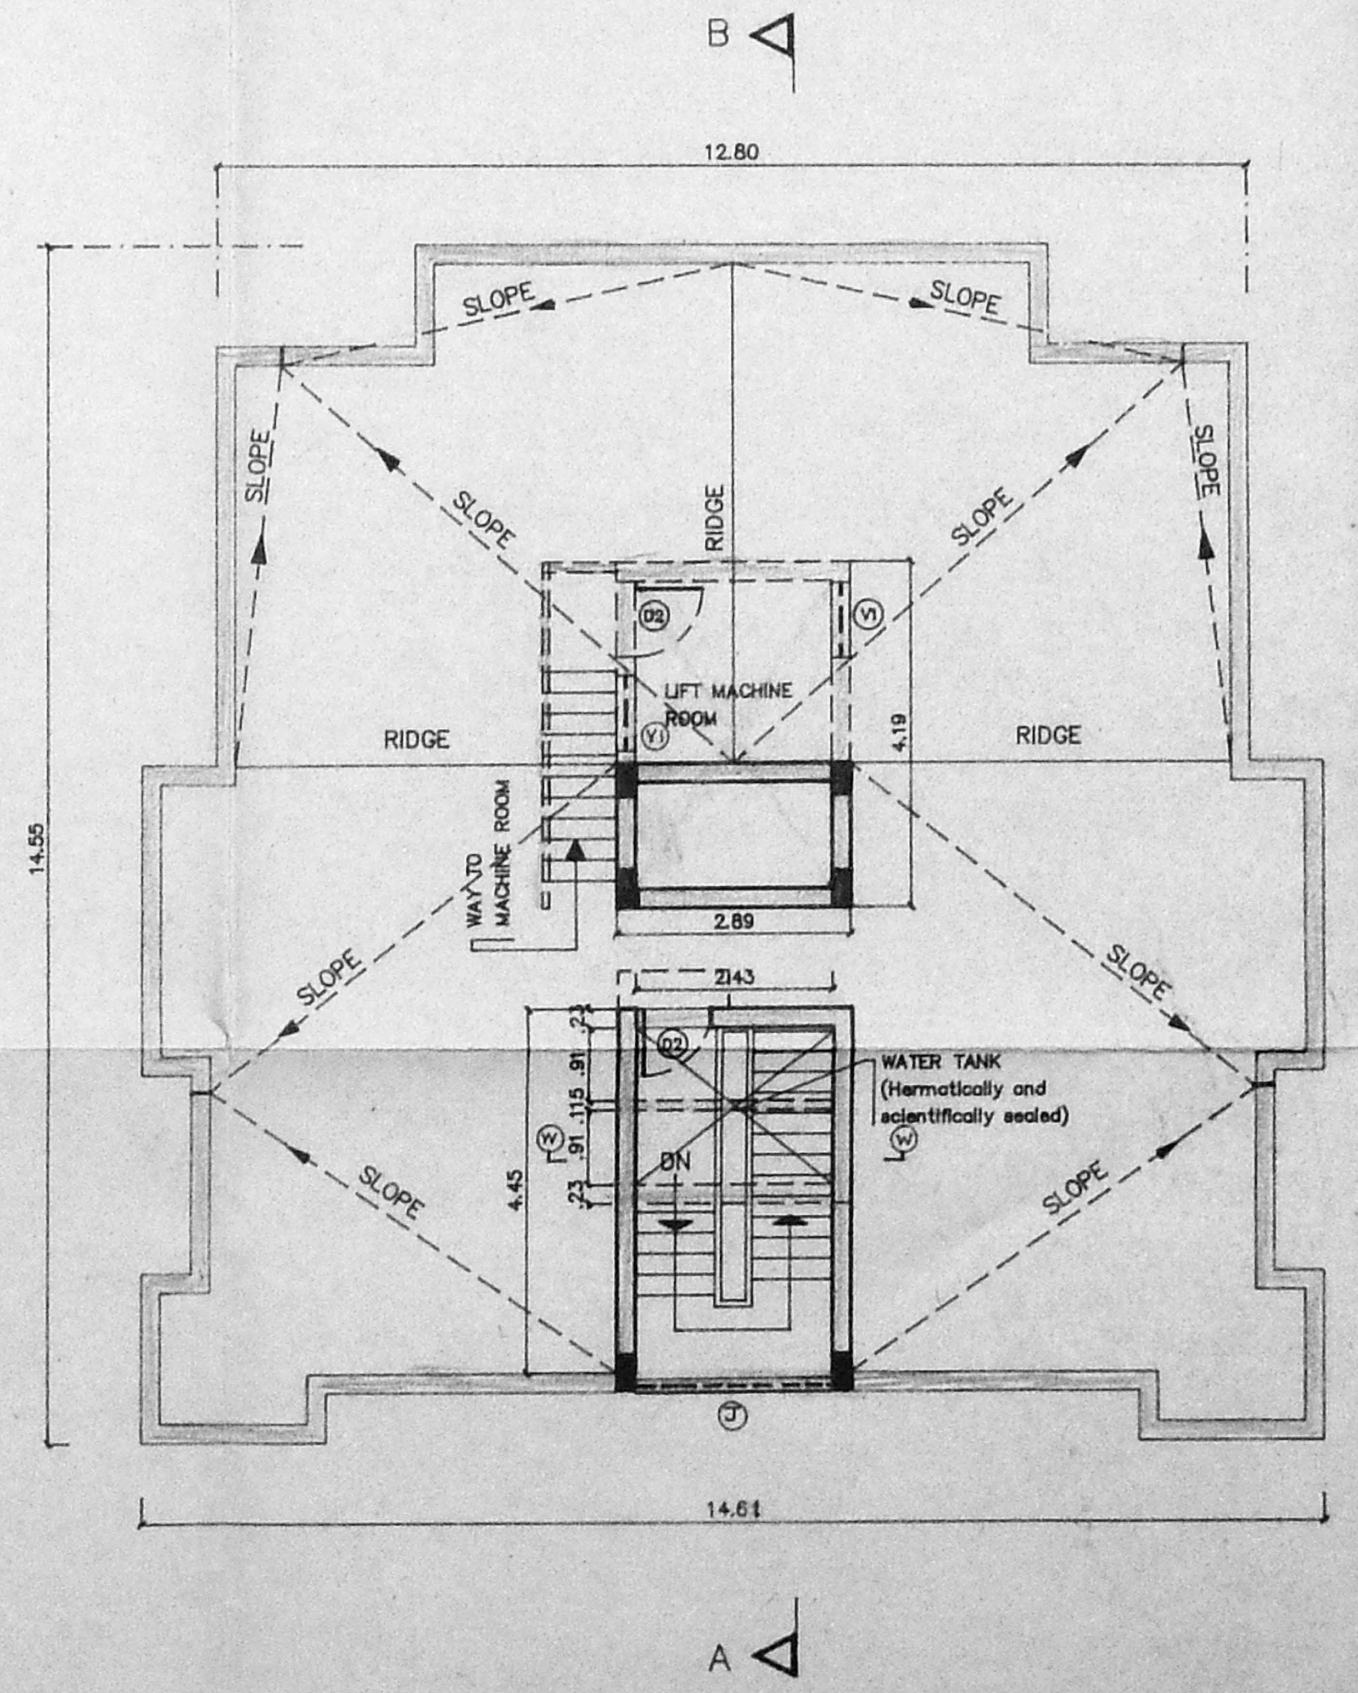 B
12.80
SLOPE
SLOPE
SLOPE
SLOPE
SLOPE
RIDGE
SLOPE
D2
V1
LIFT MACHINE
ROOM
V1
RIDGE
RIDGE
4.19
14.55
WAY TO
MACHINE ROOM
2.89
SLOPE
SLOPE
2.43
.23
D2
.91
WATER TANK
(Hermatically and
scientifically sealed)
.115
W
W
.91
DN
4.45
.23
SLOPE
SLOPE
J
14.61
A